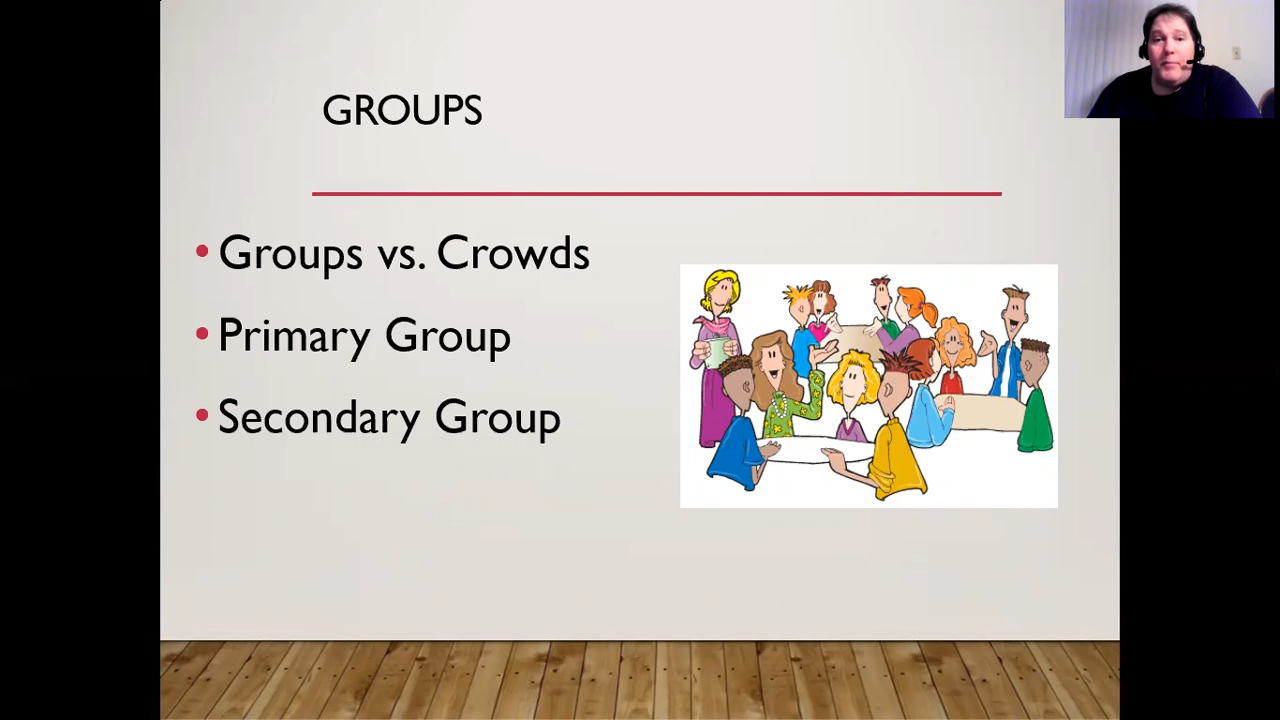 GROUPS
• Groups vs. Crowds
• Primary Group
• Secondary Group